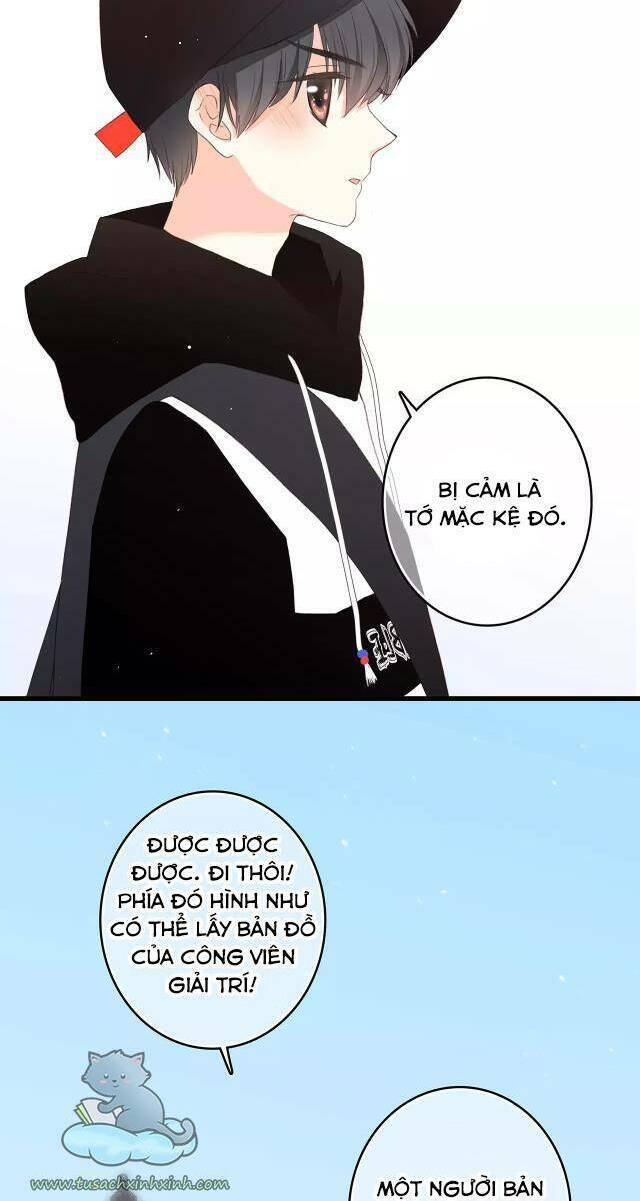 BỊ CẢM LÀ
TỚ MẶC KỆ ĐÓ.
ĐƯỢC ĐƯỢC
ĐƯỢC. ĐI THÔI!
PHÍA ĐÓ HÌNH NHƯ
CÓ THỂ LẤY BẢN ĐỒ
CỦA CÔNG VIÊN
GIẢI TRÍ!
www.tusachxinhxinh.com
MỘT NGƯỜI BẢN